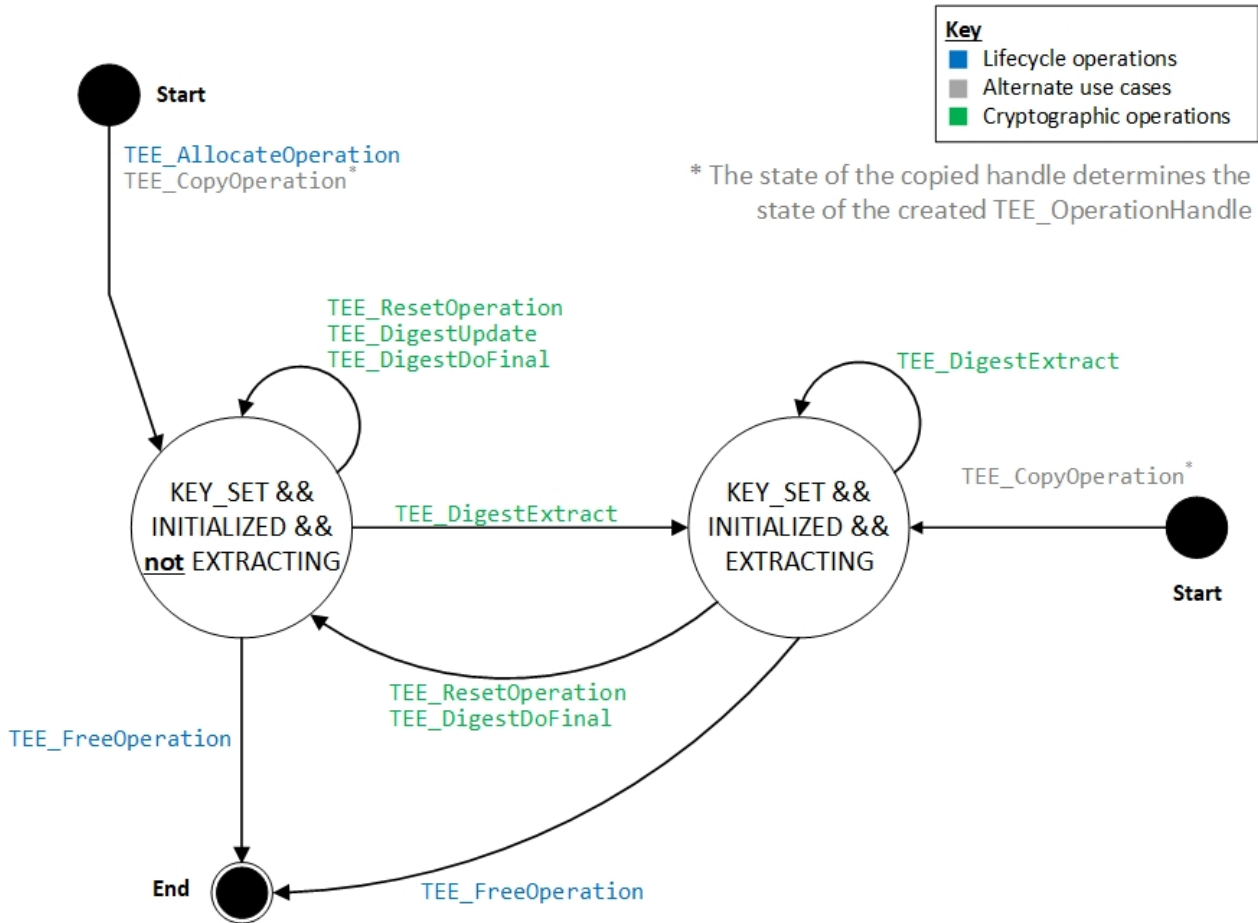 Key
Lifecycle operations
Alternate use cases
Cryptographic operations
Start
TEE_AllocateOperation
TEE_CopyOperation*
* The state of the copied handle determines the
state of the created TEE_OperationHandle
TEE_ResetOperation
TEE_DigestUpdate
TEE_DigestDoFinal
TEE_DigestExtract
KEY_SET &&
INITIALIZED &&
not EXTRACTING
TEE_DigestExtract
KEY_SET &&
INITIALIZED &&
EXTRACTING
TEE_CopyOperation*
Start
TEE_ResetOperation
TEE_DigestDoFinal
TEE_FreeOperation
End
TEE_FreeOperation